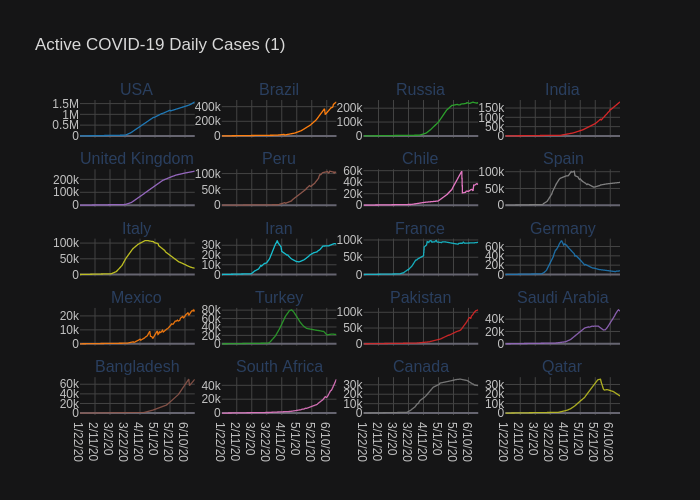 Active COVID-19 Daily Cases (1)
USA Brazil Russia India
1.5M 1M 0.5M 0 400k 200k 0 200k 100k 0 150k 100k 50k 0
United Kingdom Peru Chile Spain
200k 100k 0 100k 50k 0 60k 40k 20k 0 100k 50k 0
Italy Iran France Germany
100k 50k 0 30k 20k 10k 0 100k 50k 0 60k 40k 20k 0
Mexico Turkey Pakistan Saudi Arabia
20k 10k 0 80k 60k 40k 20k 0 100k 50k 0 40k 20k 0
Bangladesh South Africa Canada Qatar
60k 40k 20k 0 40k 20k 0 30k 20k 10k 0 30k 20k 10k 0
1/22/20 2/11/20 3/2/20 3/22/20 4/11/20 5/1/20 5/21/20 6/10/20 1/22/20 2/11/20 3/2/20 3/22/20 4/11/20 5/1/20 5/21/20 6/10/20 1/22/20 2/11/20 3/2/20 3/22/20 4/11/20 5/1/20 5/21/20 6/10/20 1/22/20 2/11/20 3/2/20 3/22/20 4/11/20 5/1/20 5/21/20 6/10/20